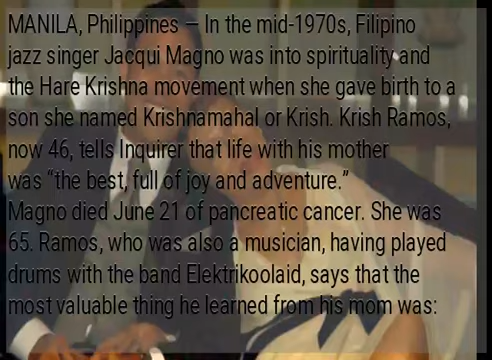 MANILA, Philippines — In the mid-1970s, Filipino
jazz singer Jacqui Magno was into spirituality and
the Hare Krishna movement when she gave birth to a
son she named Krishnamahal or Krish. Krish Ramos,
now 46, tells Inquirer that life with his mother
was “the best, full of joy and adventure.”
Magno died June 21 of pancreatic cancer. She was
65. Ramos, who was also a musician, having played
drums with the band Elektrikoolaid, says that the
most valuable thing he learned from his mom was: